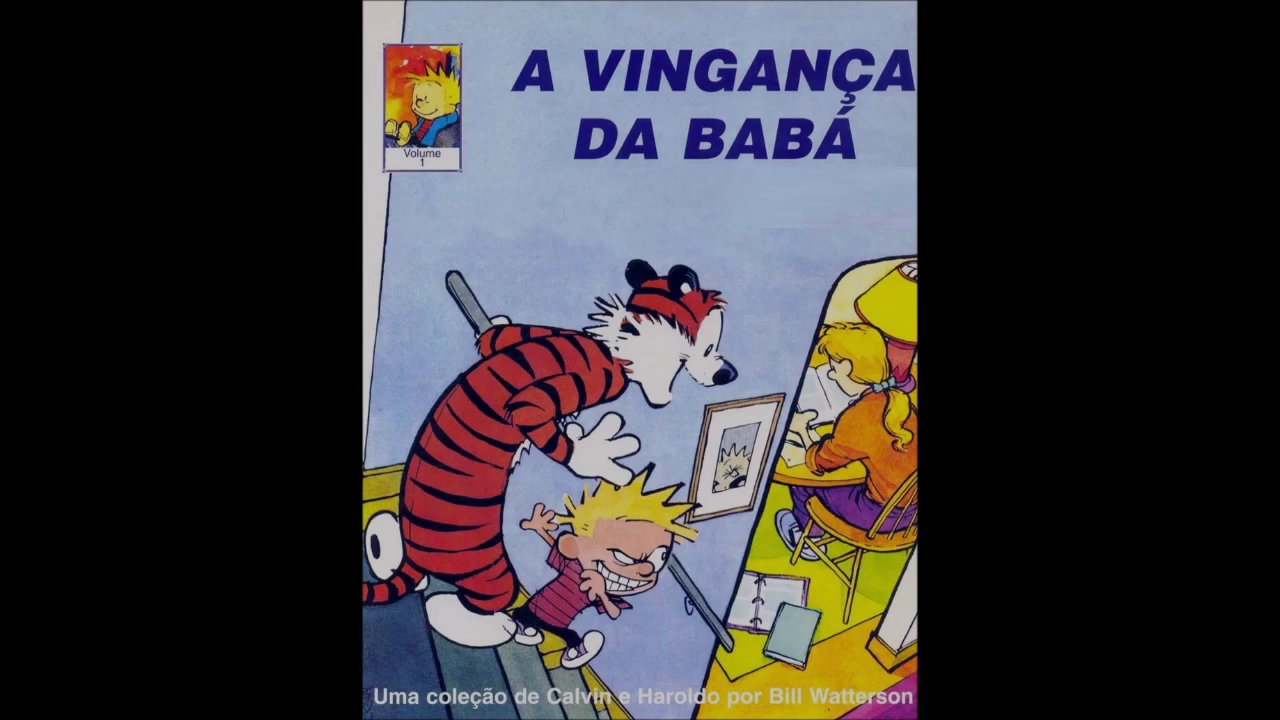 A VINGANÇA
DA BABÁ
Volume
1
Uma coleção de Calvin e Haroldo por Bill Watterson